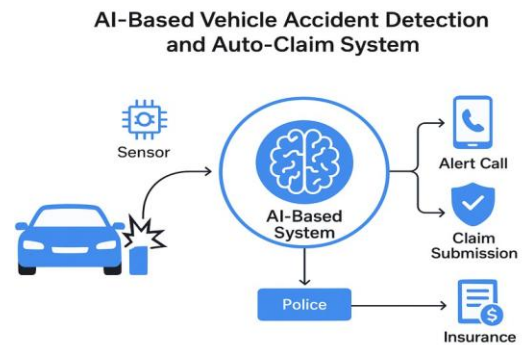 AI-Based Vehicle Accident Detection
and Auto-Claim System
Sensor
AI-Based
System
Alert Call
Claim
Submission
Police
$
Insurance